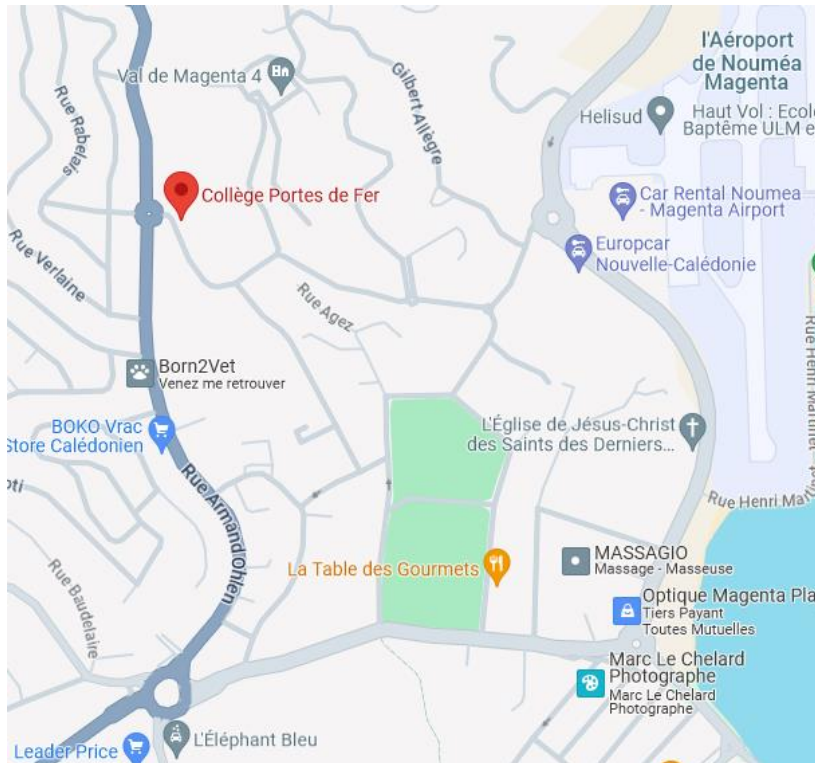 l'Aéroport
de Nouméa
Magenta
Val de Magenta 4
Gilbert Allègre
Rue Rabelais
Helisud
Haut Vol : Ecol
Baptême ULM e
Collège Portes de Fer
Car Rental Noumea
- Magenta Airport
Rue Verlaine
Europcar
Nouvelle-Calédonie
Rue Agez
Rue Henri Martinet
Born2Vet
Venez me retrouver
BOKO Vrac
Store Calédonien
L'Église de Jésus-Christ
des Saints des Derniers...
oti
Rue Armand Ohlen
Rue Henri Marti
La Table des Gourmets
MASSAGIO
Massage - Masseuse
Rue Baudelaire
Optique Magenta Pla
Tiers Payant
Toutes Mutuelles
Marc Le Chelard
Photographe
Marc Le Chelard
Photographe
L'Éléphant Bleu
Leader Price